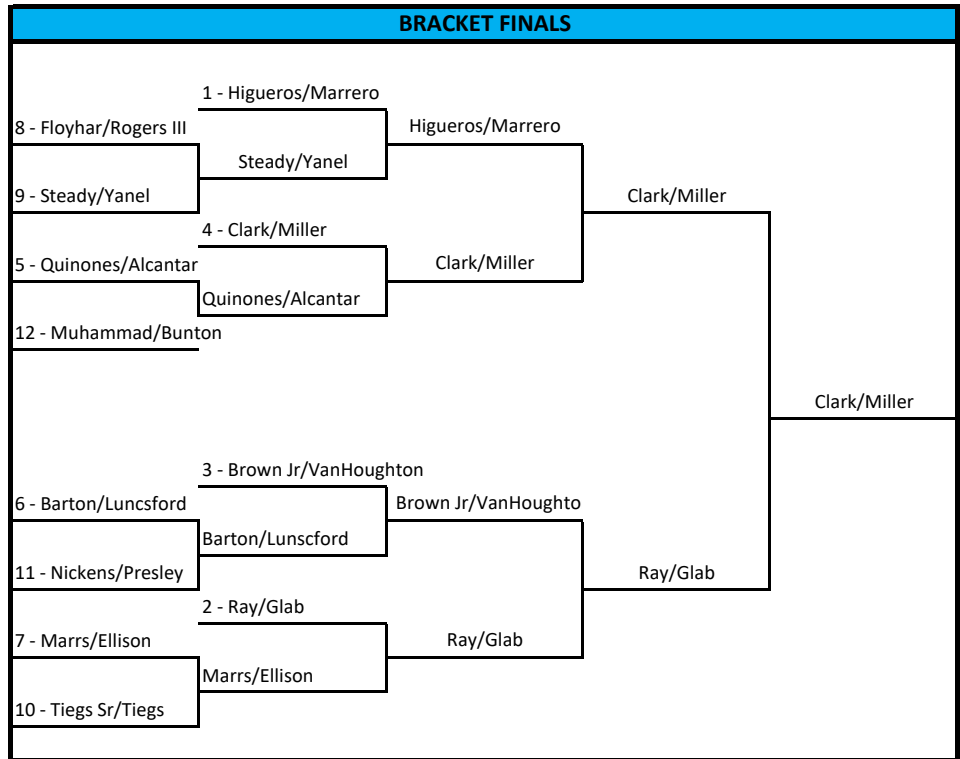 BRACKET FINALS
1 - Higueros/Marrero
8 - Floyhar/Rogers III
Higueros/Marrero
Steady/Yanel
9 - Steady/Yanel
Clark/Miller
4 - Clark/Miller
5 - Quinones/Alcantar
Clark/Miller
Quinones/Alcantar
12 - Muhammad/Bunton
Clark/Miller
3 - Brown Jr/VanHoughton
6 - Barton/Luncsford
Brown Jr/VanHoughto
Barton/Lunscford
11 - Nickens/Presley
Ray/Glab
2 - Ray/Glab
7 - Marrs/Ellison
Ray/Glab
Marrs/Ellison
10 - Tiegs Sr/Tiegs